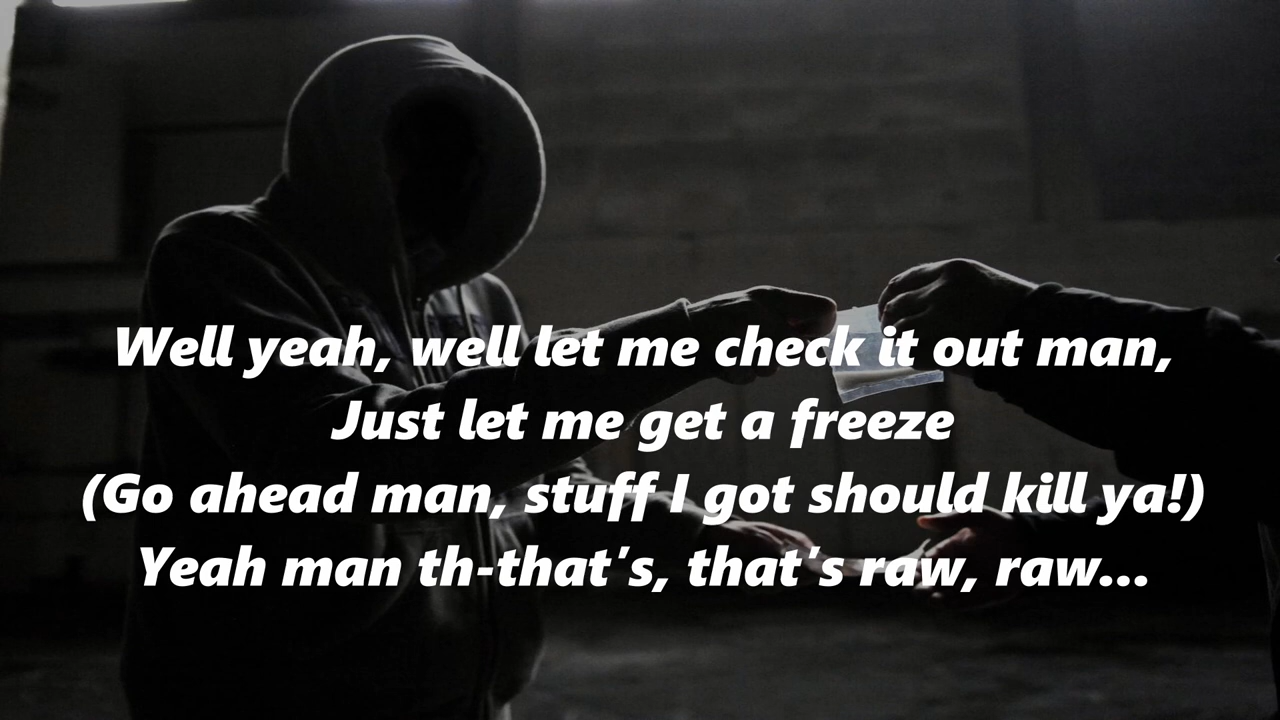 Well yeah, well let me check it out man,
Just let me get a freeze
(Go ahead man, stuff I got should kill ya!)
Yeah man th-that's, that's raw, raw...